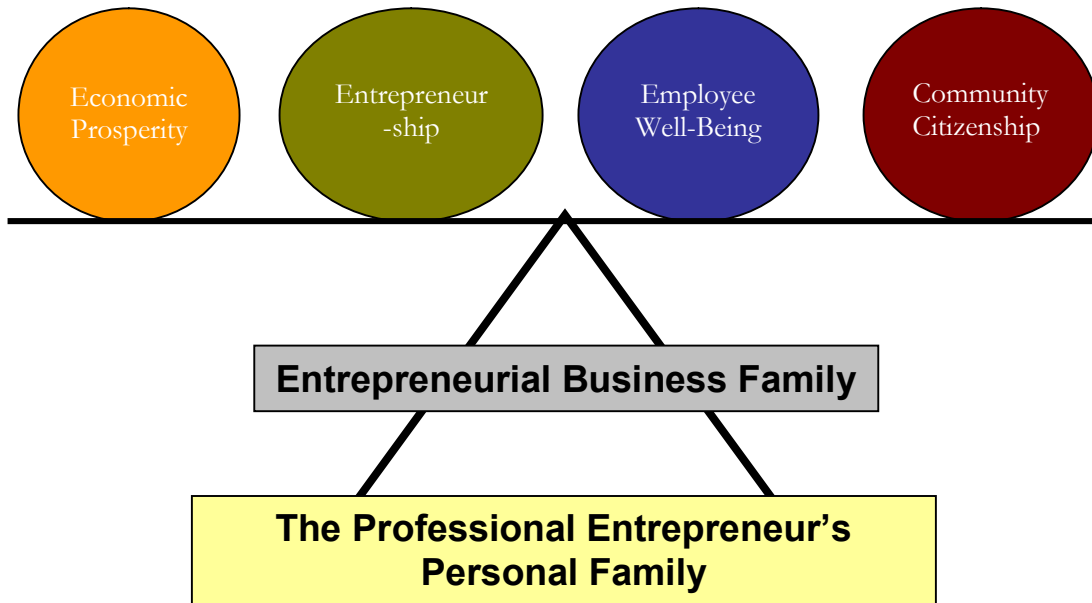 Economic
Prosperity
Entrepreneur
-ship
Employee
Well-Being
Community
Citizenship
Entrepreneurial Business Family
The Professional Entrepreneur’s
Personal Family